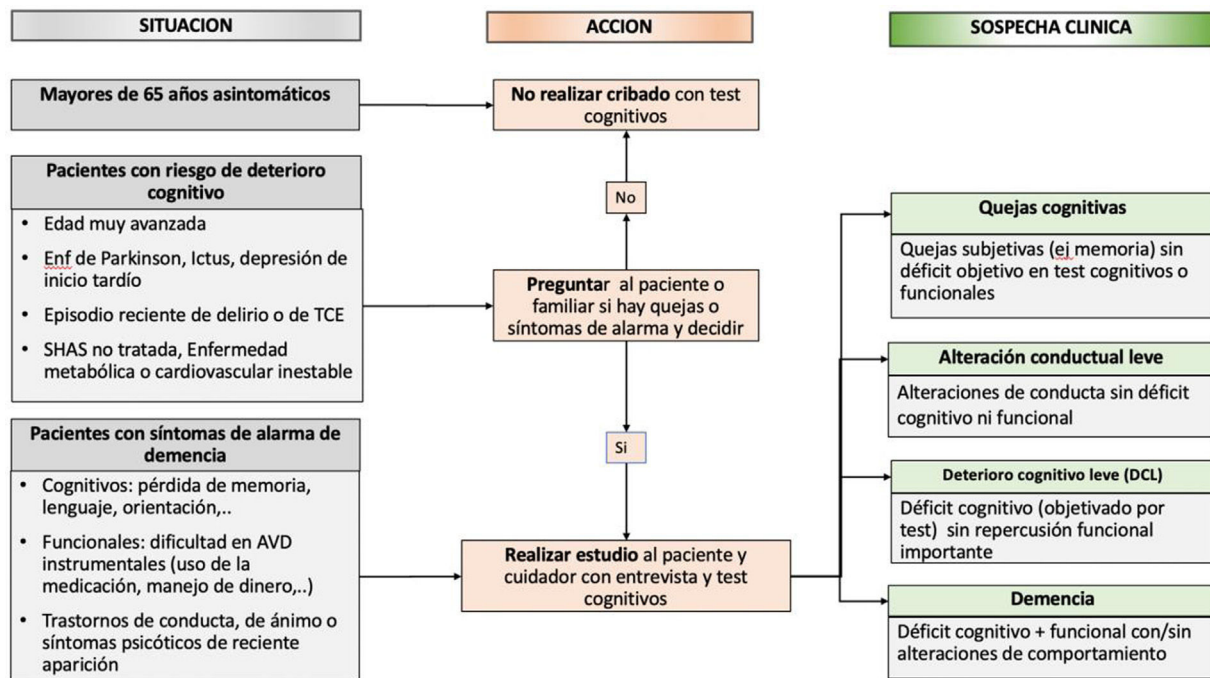 SITUACION
Mayores de 65 años asintomáticos
Pacientes con riesgo de deterioro
cognitivo
• Edad muy avanzada
• Enf de Parkinson, Ictus, depresión de
inicio tardío
• Episodio reciente de delirio o de TCE
• SHAS no tratada, Enfermedad
metabólica o cardiovascular inestable
Pacientes con síntomas de alarma de
demencia
• Cognitivos: pérdida de memoria,
lenguaje, orientación,..
• Funcionales: dificultad en AVD
instrumentales (uso de la
medicación, manejo de dinero,..)
• Trastornos de conducta, de ánimo o
síntomas psicóticos de reciente
aparición
ACCION
No realizar cribado con test
cognitivos
No
Preguntar al paciente o
familiar si hay quejas o
síntomas de alarma y decidir
Si
Realizar estudio al paciente y
cuidador con entrevista y test
cognitivos
SOSPECHA CLINICA
Quejas cognitivas
Quejas subjetivas (ej memoria) sin
déficit objetivo en test cognitivos o
funcionales
Alteración conductual leve
Alteraciones de conducta sin déficit
cognitivo ni funcional
Deterioro cognitivo leve (DCL)
Déficit cognitivo (objetivado por
test) sin repercusión funcional
importante
Demencia
Déficit cognitivo + funcional con/sin
alteraciones de comportamiento